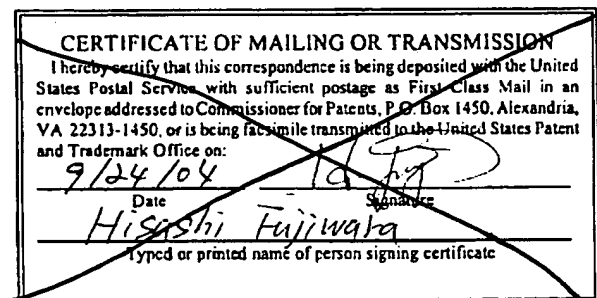 CERTIFICATE OF MAILING OR TRANSMISSION
I hereby certify that this correspondence is being deposited with the United
States Postal Service with sufficient postage as First Class Mail in an
envelope addressed to Commissioner for Patents, P.O. Box 1450, Alexandria,
VA 22313-1450, or is being facsimile transmitted to the United States Patent
and Trademark Office on:
9/24/04
Date Signature
Hisashi Fujiwara
Typed or printed name of person signing certificate